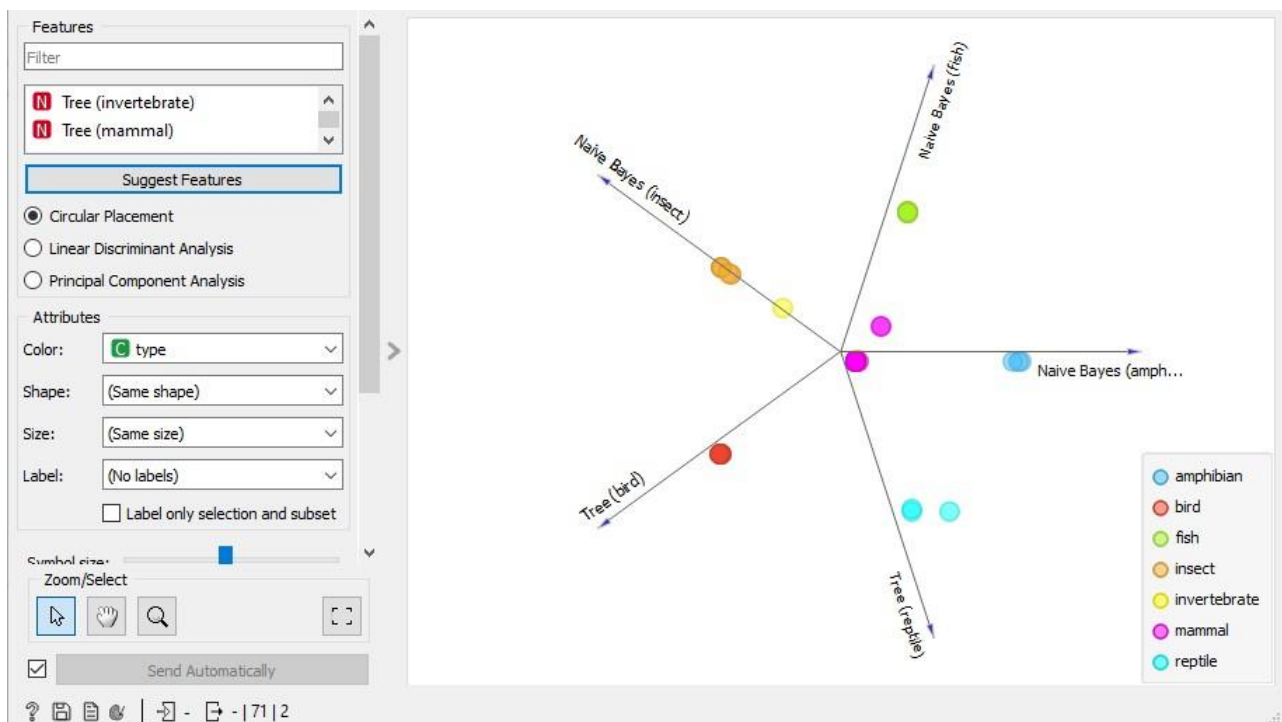 Features
Filter
N Tree (invertebrate)
N Tree (mammal)
Suggest Features
Circular Placement
Linear Discriminant Analysis
Principal Component Analysis
Attributes
Color: C type
Shape: (Same shape)
Size: (Same size)
Label: (No labels)
Label only selection and subset
Symbol size:
Zoom/Select
Send Automatically
? - - | 71 | 2
Naive Bayes (fish)
Naive Bayes (insect)
Naive Bayes (amph...
Tree (bird)
Tree (reptile)
amphibian
bird
fish
insect
invertebrate
mammal
reptile